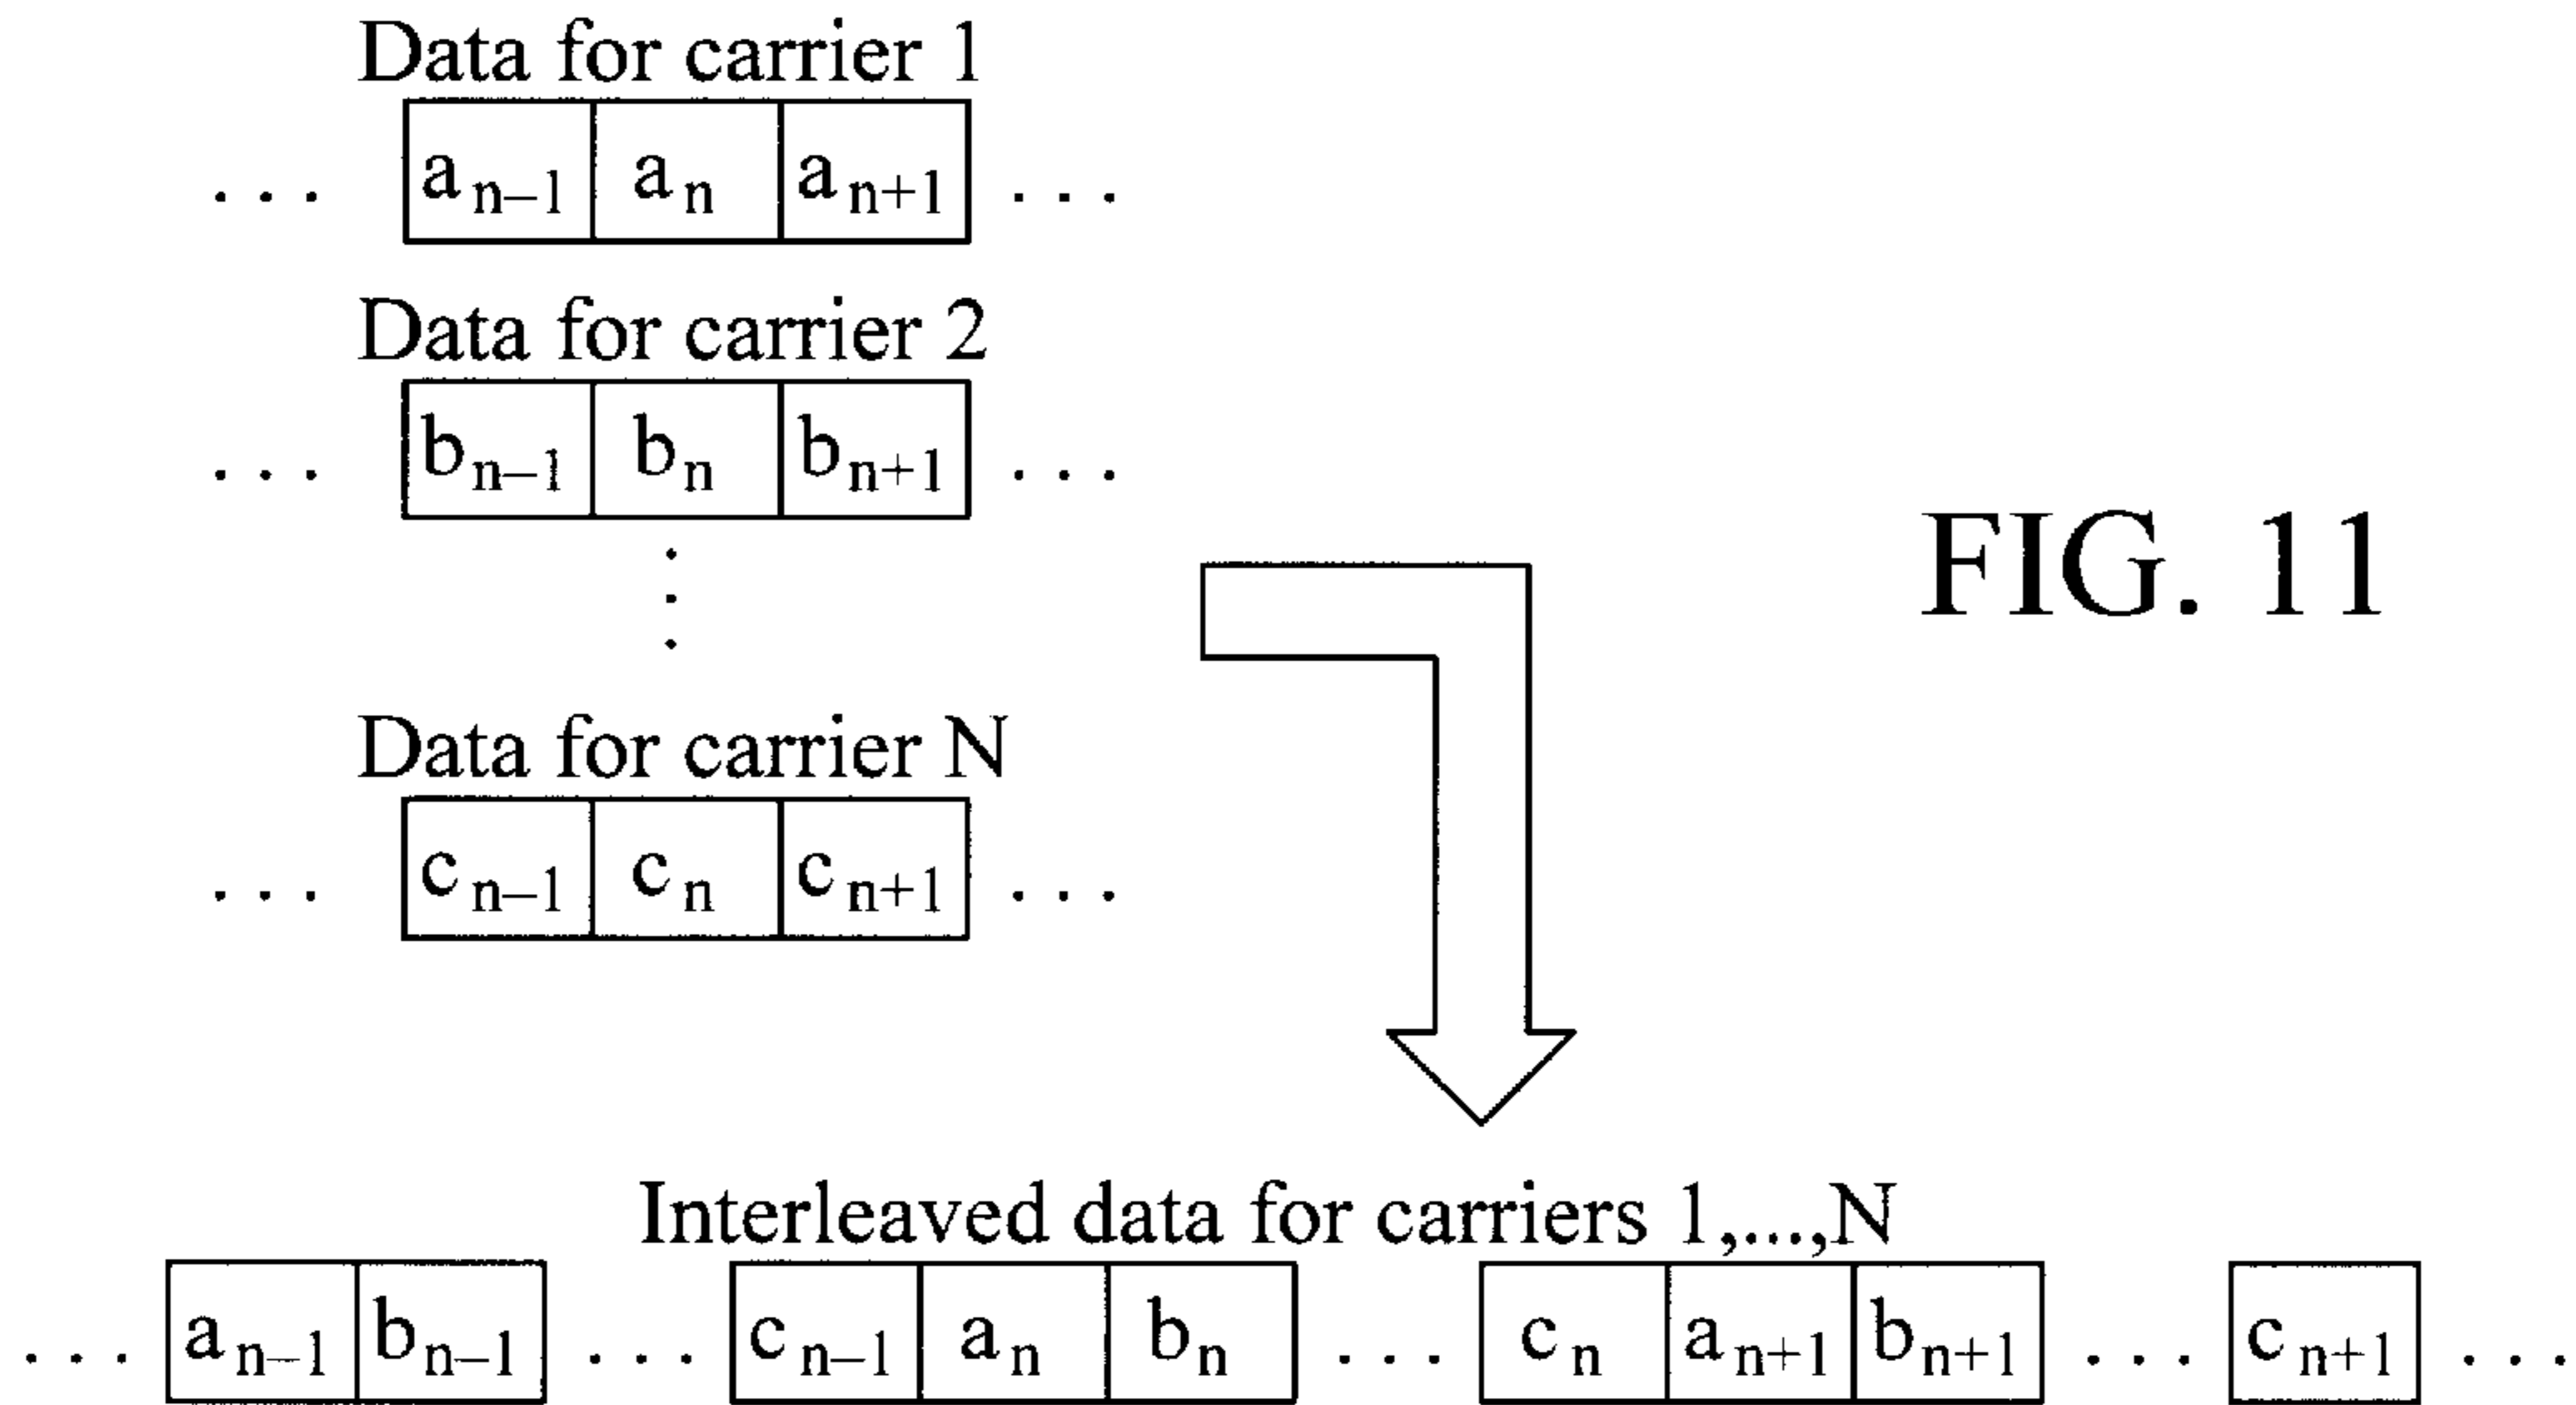 Data for carrier 1
... a n–1 a n a n+1 ...
Data for carrier 2
... b n–1 b n b n+1 ...
FIG. 11
Data for carrier N
... c n–1 c n c n+1 ...
Interleaved data for carriers 1,...,N
... a n–1 b n–1 ... c n–1 a n b n ... c n a n+1 b n+1 ... c n+1 ...